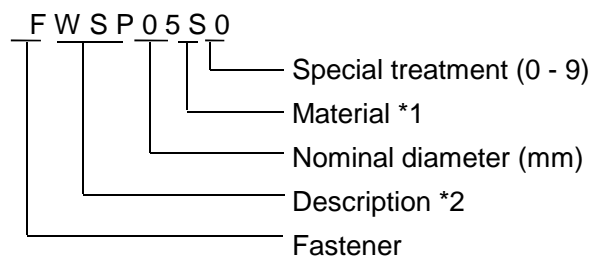 F W S P 0 5 S 0
Special treatment (0 - 9)
Material *1
Nominal diameter (mm)
Description *2
Fastener